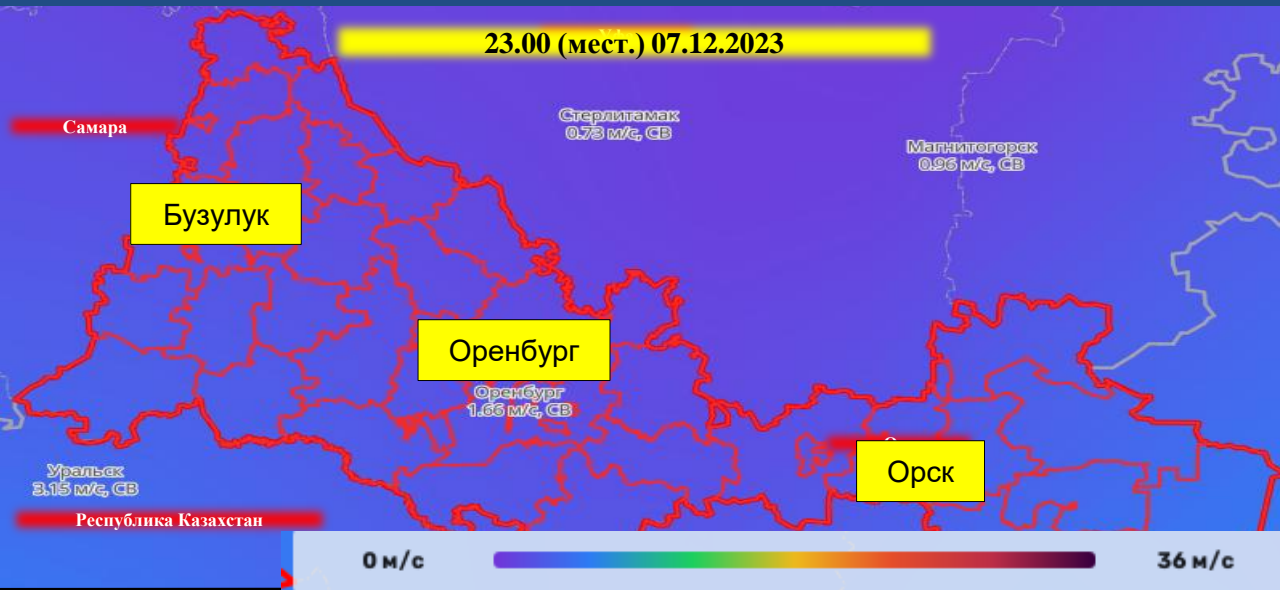 23.00 (мест.) 07.12.2023
Стерлитамак
0.73 м/с, СВ
Самара
Магнитогорск
0.96 м/с, СВ
Бузулук
Оренбург
Оренбург
1.66 м/с, СВ
Орск
Уральск
3.15 м/с, СВ
Республика Казахстан
0 м/с
36 м/с